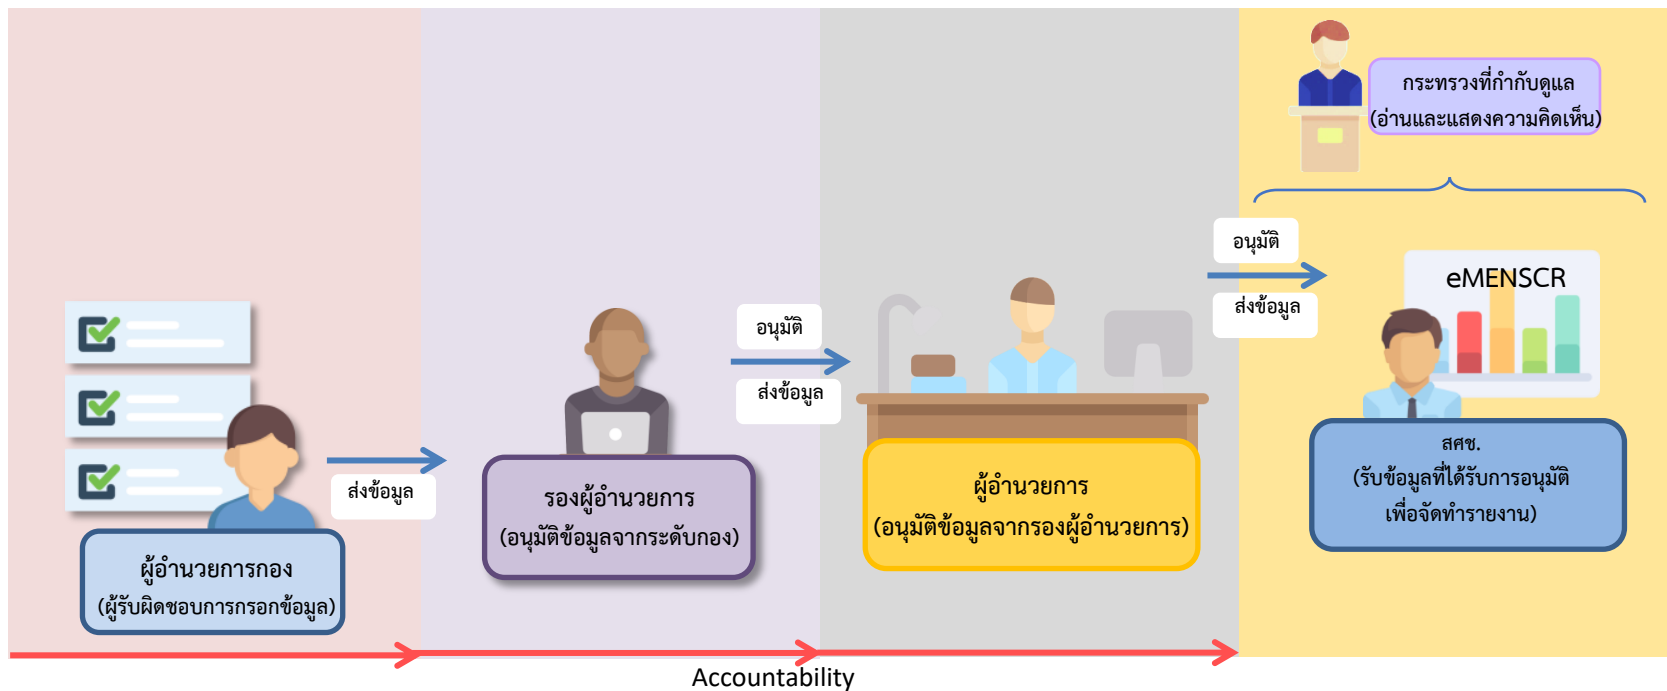 กระทรวงที่กำกับดูแล
(อ่านและแสดงความคิดเห็น)
อนุมัติ
ส่งข้อมูล
eMENSCR
อนุมัติ
ส่งข้อมูล
ส่งข้อมูล
สศช.
(รับข้อมูลที่ได้รับการอนุมัติ
เพื่อจัดทำรายงาน)
ผู้อำนวยการ
(อนุมัติข้อมูลจากรองผู้อำนวยการ)
รองผู้อำนวยการ
(อนุมัติข้อมูลจากระดับกอง)
ผู้อำนวยการกอง
(ผู้รับผิดชอบการกรอกข้อมูล)
Accountability